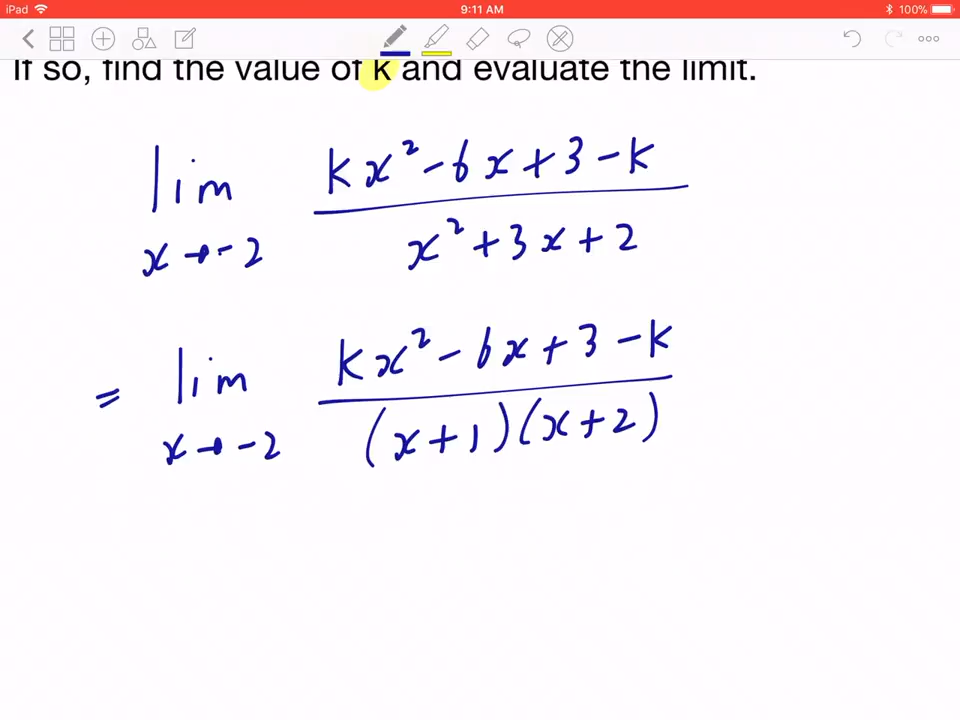 iPad 9:11 AM 100%
If so, find the value of k and evaluate the limit.
lim kx² - 6x + 3 - k
x → -2 x² + 3x + 2
= lim kx² - 6x + 3 - k
x → -2 (x + 1)(x + 2)